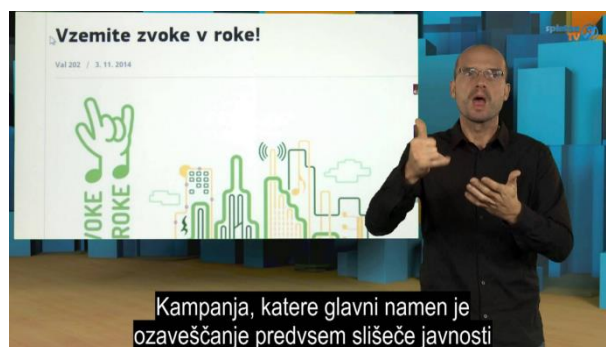 Vzemite zvoke v roke!
Val 202 / 3. 11. 2014
VOKE
ROKE
TV
Kampanja, katere glavni namen je
ozaveščanje predvsem slišeče javnosti